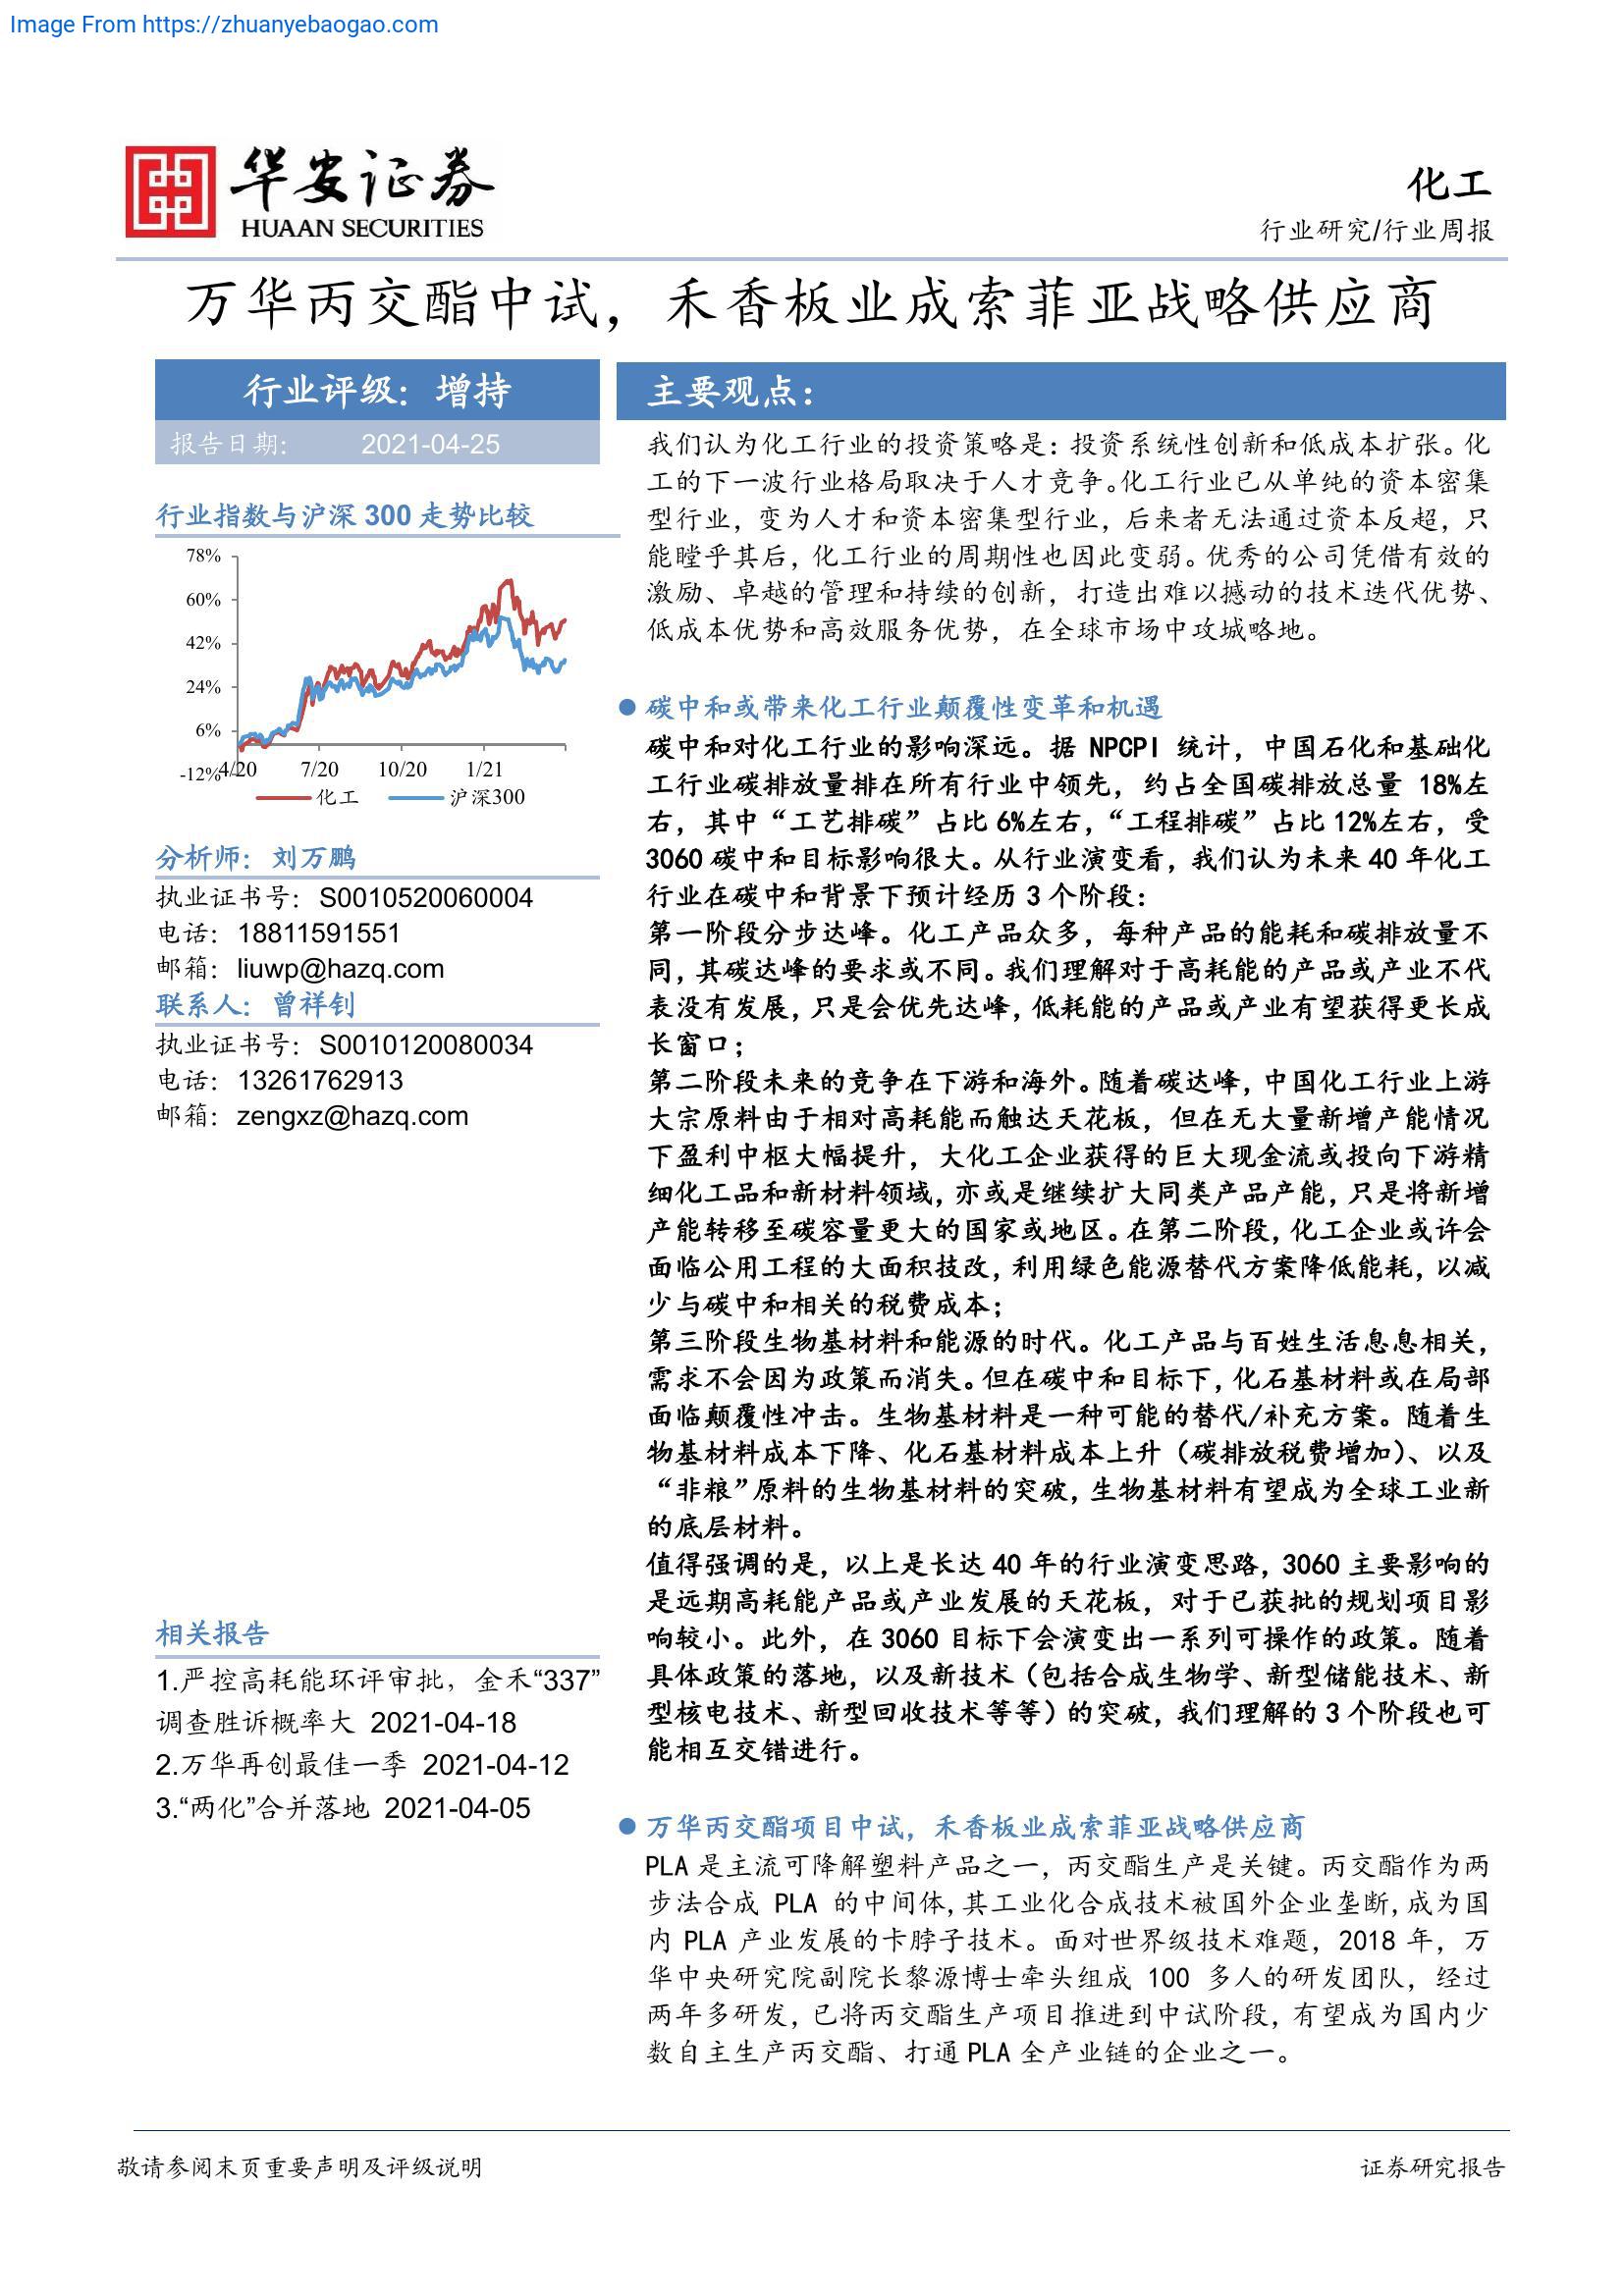 Image From https://zhuanyebaogao.com
华安证券
HUAAN SECURITIES
化工
行业研究/行业周报
万华丙交酯中试，禾香板业成索菲亚战略供应商
行业评级：增持
报告日期： 2021-04-25
行业指数与沪深 300 走势比较
78%
60%
42%
24%
6%
-12%
4/20 7/20 10/20 1/21
化工 沪深300
分析师：刘万鹏
执业证书号：S0010520060004
电话：18811591551
邮箱：liuwp@hazq.com
联系人：曾祥钊
执业证书号：S0010120080034
电话：13261762913
邮箱：zengxz@hazq.com
相关报告
1.严控高耗能环评审批，金禾“337”
调查胜诉概率大 2021-04-18
2.万华再创最佳一季 2021-04-12
3.“两化”合并落地 2021-04-05
主要观点：
我们认为化工行业的投资策略是：投资系统性创新和低成本扩张。化
工的下一波行业格局取决于人才竞争。化工行业已从单纯的资本密集
型行业，变为人才和资本密集型行业，后来者无法通过资本反超，只
能瞠乎其后，化工行业的周期性也因此变弱。优秀的公司凭借有效的
激励、卓越的管理和持续的创新，打造出难以撼动的技术迭代优势、
低成本优势和高效服务优势，在全球市场中攻城略地。
● 碳中和或带来化工行业颠覆性变革和机遇
碳中和对化工行业的影响深远。据 NPCPI 统计，中国石化和基础化
工行业碳排放量排在所有行业中领先，约占全国碳排放总量 18%左
右，其中“工艺排碳”占比 6%左右，“工程排碳”占比 12%左右，受
3060 碳中和目标影响很大。从行业演变看，我们认为未来 40 年化工
行业在碳中和背景下预计经历 3 个阶段：
第一阶段分步达峰。化工产品众多，每种产品的能耗和碳排放量不
同，其碳达峰的要求或不同。我们理解对于高耗能的产品或产业不代
表没有发展，只是会优先达峰，低耗能的产品或产业有望获得更长成
长窗口；
第二阶段未来的竞争在下游和海外。随着碳达峰，中国化工行业上游
大宗原料由于相对高耗能而触达天花板，但在无大量新增产能情况
下盈利中枢大幅提升，大化工企业获得的巨大现金流或投向下游精
细化工品和新材料领域，亦或是继续扩大同类产品产能，只是将新增
产能转移至碳容量更大的国家或地区。在第二阶段，化工企业或许会
面临公用工程的大面积技改，利用绿色能源替代方案降低能耗，以减
少与碳中和相关的税费成本；
第三阶段生物基材料和能源的时代。化工产品与百姓生活息息相关，
需求不会因为政策而消失。但在碳中和目标下，化石基材料或在局部
面临颠覆性冲击。生物基材料是一种可能的替代/补充方案。随着生
物基材料成本下降、化石基材料成本上升（碳排放税费增加）、以及
“非粮”原料的生物基材料的突破，生物基材料有望成为全球工业新
的底层材料。
值得强调的是，以上是长达 40 年的行业演变思路，3060 主要影响的
是远期高耗能产品或产业发展的天花板，对于已获批的规划项目影
响较小。此外，在 3060 目标下会演变出一系列可操作的政策。随着
具体政策的落地，以及新技术（包括合成生物学、新型储能技术、新
型核电技术、新型回收技术等等）的突破，我们理解的 3 个阶段也可
能相互交错进行。
● 万华丙交酯项目中试，禾香板业成索菲亚战略供应商
PLA 是主流可降解塑料产品之一，丙交酯生产是关键。丙交酯作为两
步法合成 PLA 的中间体，其工业化合成技术被国外企业垄断，成为国
内 PLA 产业发展的卡脖子技术。面对世界级技术难题，2018 年，万
华中央研究院副院长黎源博士牵头组成 100 多人的研发团队，经过
两年多研发，已将丙交酯生产项目推进到中试阶段，有望成为国内少
数自主生产丙交酯、打通 PLA 全产业链的企业之一。
敬请参阅末页重要声明及评级说明 证券研究报告